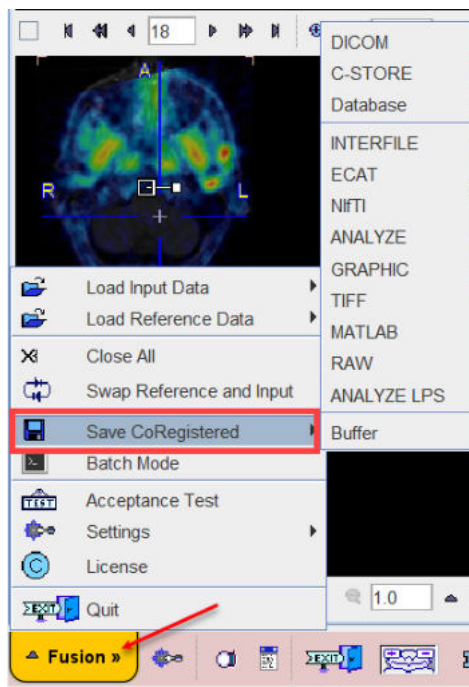 18
DICOM
C-STORE
Database
INTERFILE
ECAT
NIfTI
ANALYZE
GRAPHIC
TIFF
MATLAB
RAW
ANALYZE LPS
Buffer
A
R
L
Load Input Data
Load Reference Data
Close All
Swap Reference and Input
Save CoRegistered
Batch Mode
TEST
Acceptance Test
Settings
License
EXIT
Quit
1.0
Fusion »
EXIT